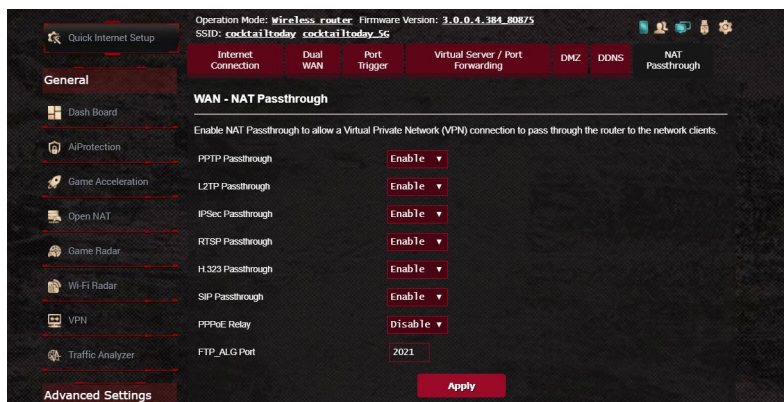 Quick Internet Setup
General
Dash Board
AiProtection
Game Acceleration
Open NAT
Game Radar
Wi-Fi Radar
VPN
Traffic Analyzer
Advanced Settings
Operation Mode: Wireless router Firmware Version: 3.0.0.4.384_80875
SSID: cocktailtoday cocktailtoday_5G
Internet Connection
Dual WAN
Port Trigger
Virtual Server / Port Forwarding
DMZ
DDNS
NAT Passthrough
WAN - NAT Passthrough
Enable NAT Passthrough to allow a Virtual Private Network (VPN) connection to pass through the router to the network clients.
PPTP Passthrough Enable
L2TP Passthrough Enable
IPSec Passthrough Enable
RTSP Passthrough Enable
H.323 Passthrough Enable
SIP Passthrough Enable
PPPoE Relay Disable
FTP_ALG Port 2021
Apply